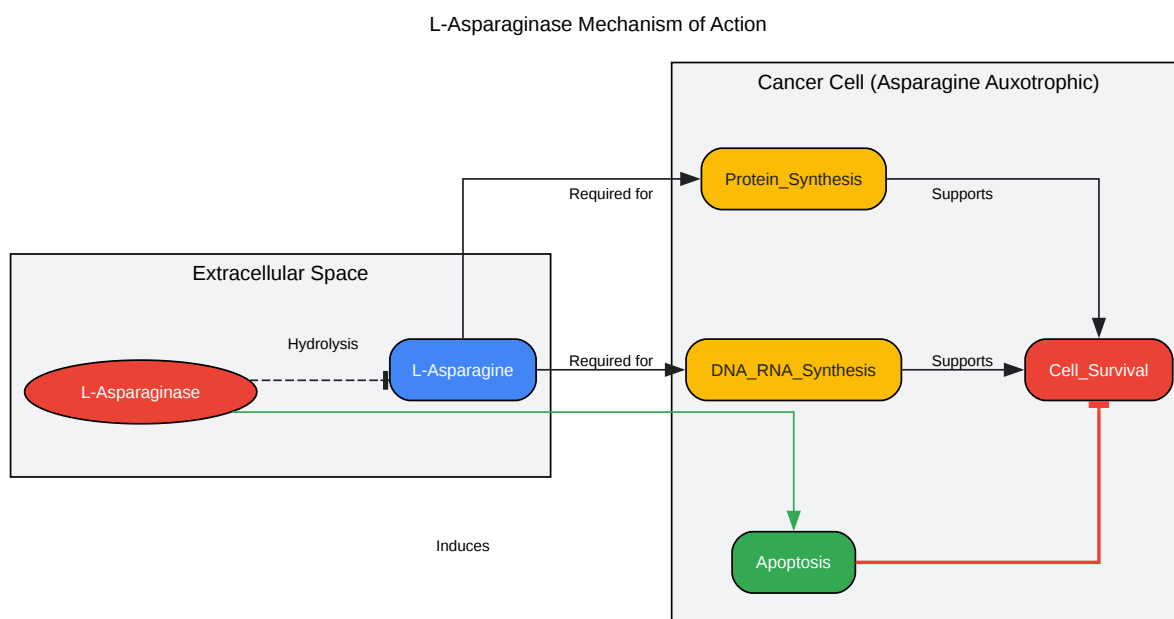 L-Asparaginase Mechanism of Action
Cancer Cell (Asparagine Auxotrophic)
Protein_Synthesis
Required for
Supports
Extracellular Space
Hydrolysis
L-Asparaginase
L-Asparagine
Required for
DNA_RNA_Synthesis
Supports
Cell_Survival
Induces
Apoptosis